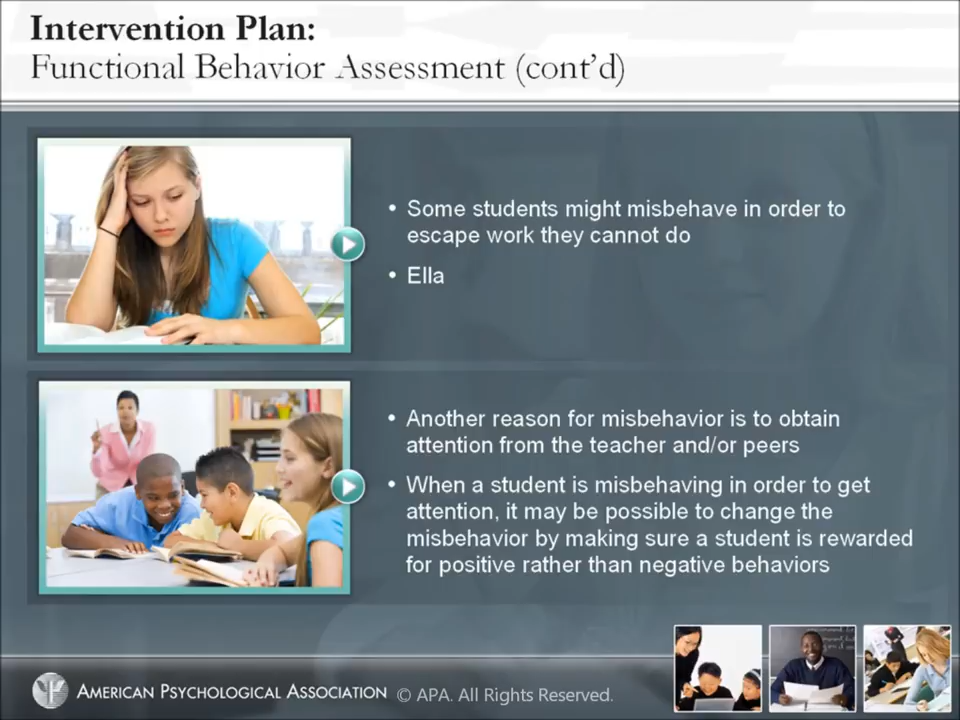 Intervention Plan:
Functional Behavior Assessment (cont'd)
• Some students might misbehave in order to
escape work they cannot do
• Ella
• Another reason for misbehavior is to obtain
attention from the teacher and/or peers
• When a student is misbehaving in order to get
attention, it may be possible to change the
misbehavior by making sure a student is rewarded
for positive rather than negative behaviors
AMERICAN PSYCHOLOGICAL ASSOCIATION © APA. All Rights Reserved.